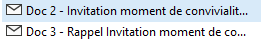 Doc 2 - Invitation moment de convivialit...
Doc 3 - Rappel Invitation moment de co...